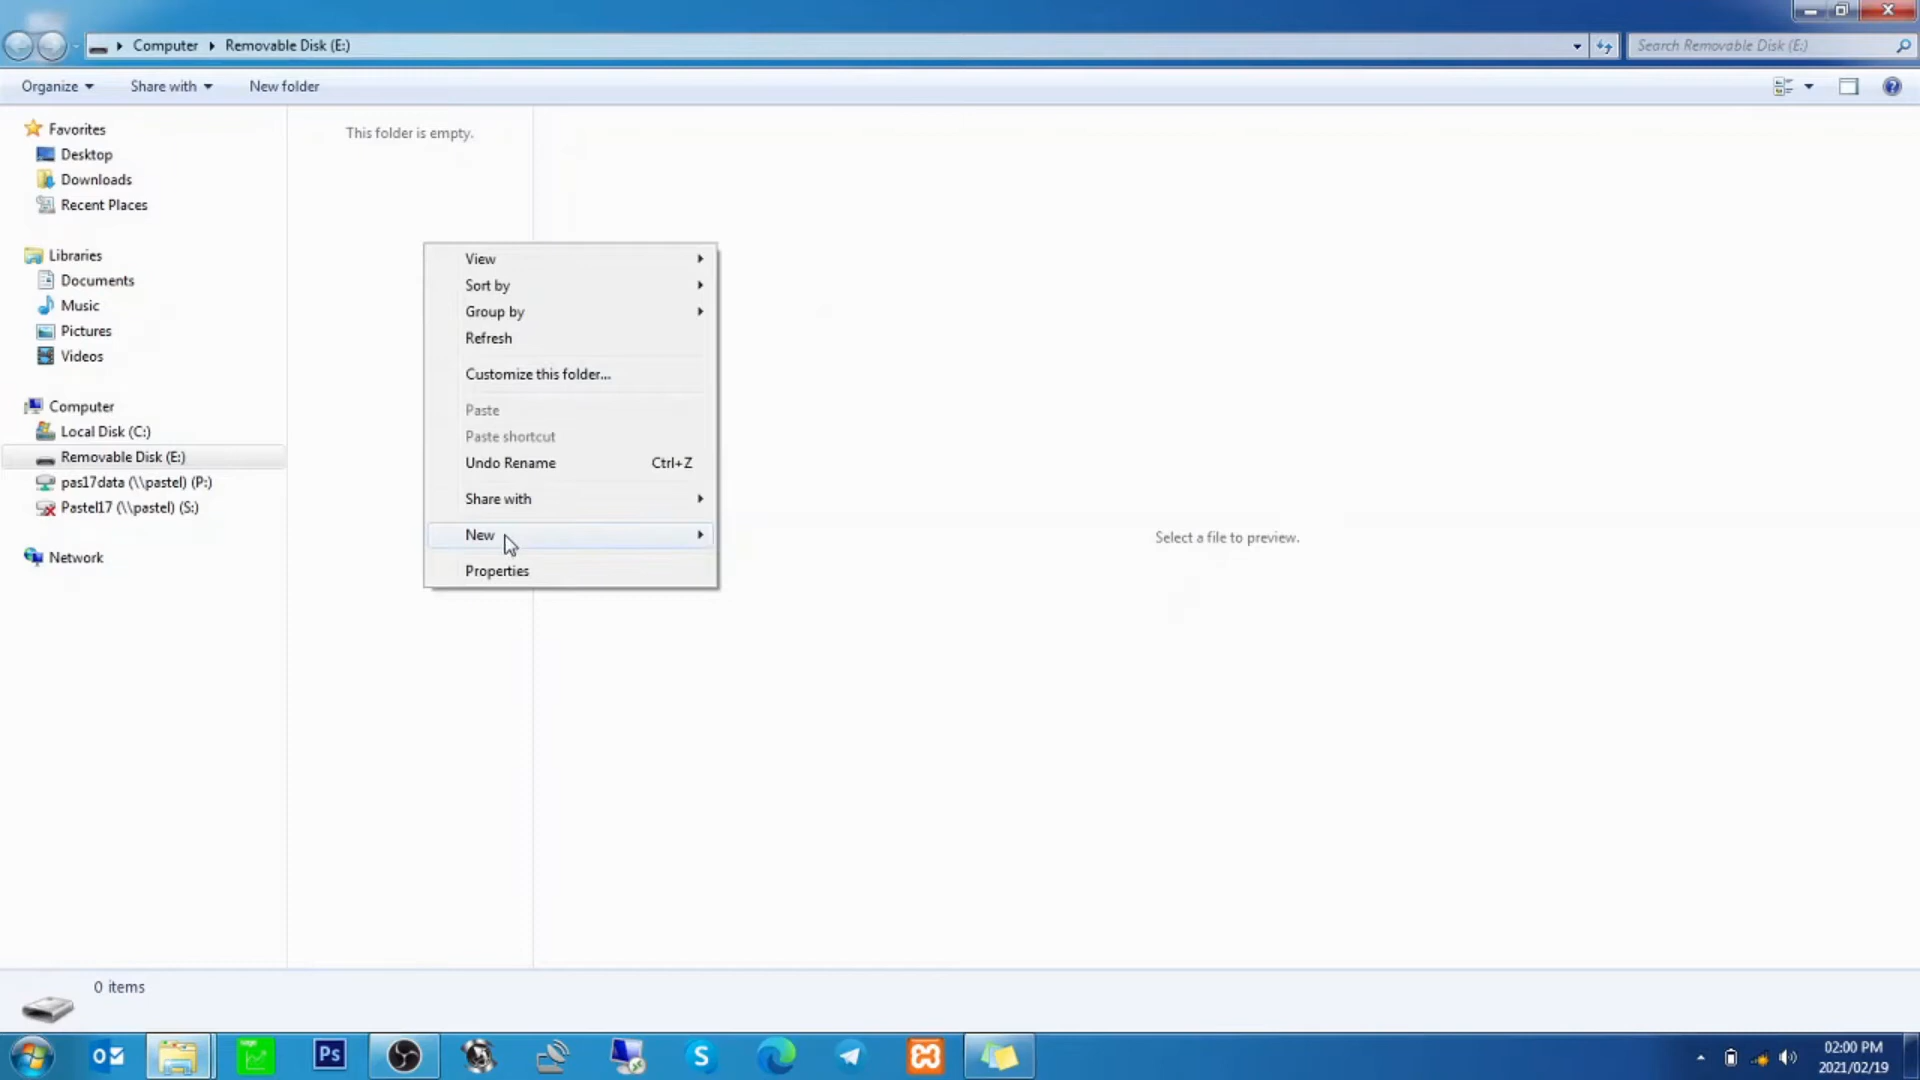 Computer Removable Disk (E:)
Search Removable Disk (E:)
Organize Share with New folder
Favorites
Desktop
Downloads
Recent Places
Libraries
Documents
Music
Pictures
Videos
Computer
Local Disk (C:)
Removable Disk (E:)
pas17data (\\pastel) (P:)
Pastel17 (\\pastel) (S:)
Network
This folder is empty.
View
Sort by
Group by
Refresh
Customize this folder...
Paste
Paste shortcut
Undo Rename Ctrl+Z
Share with
New
Properties
Select a file to preview.
0 items
Ps
02:00 PM
2021/02/19